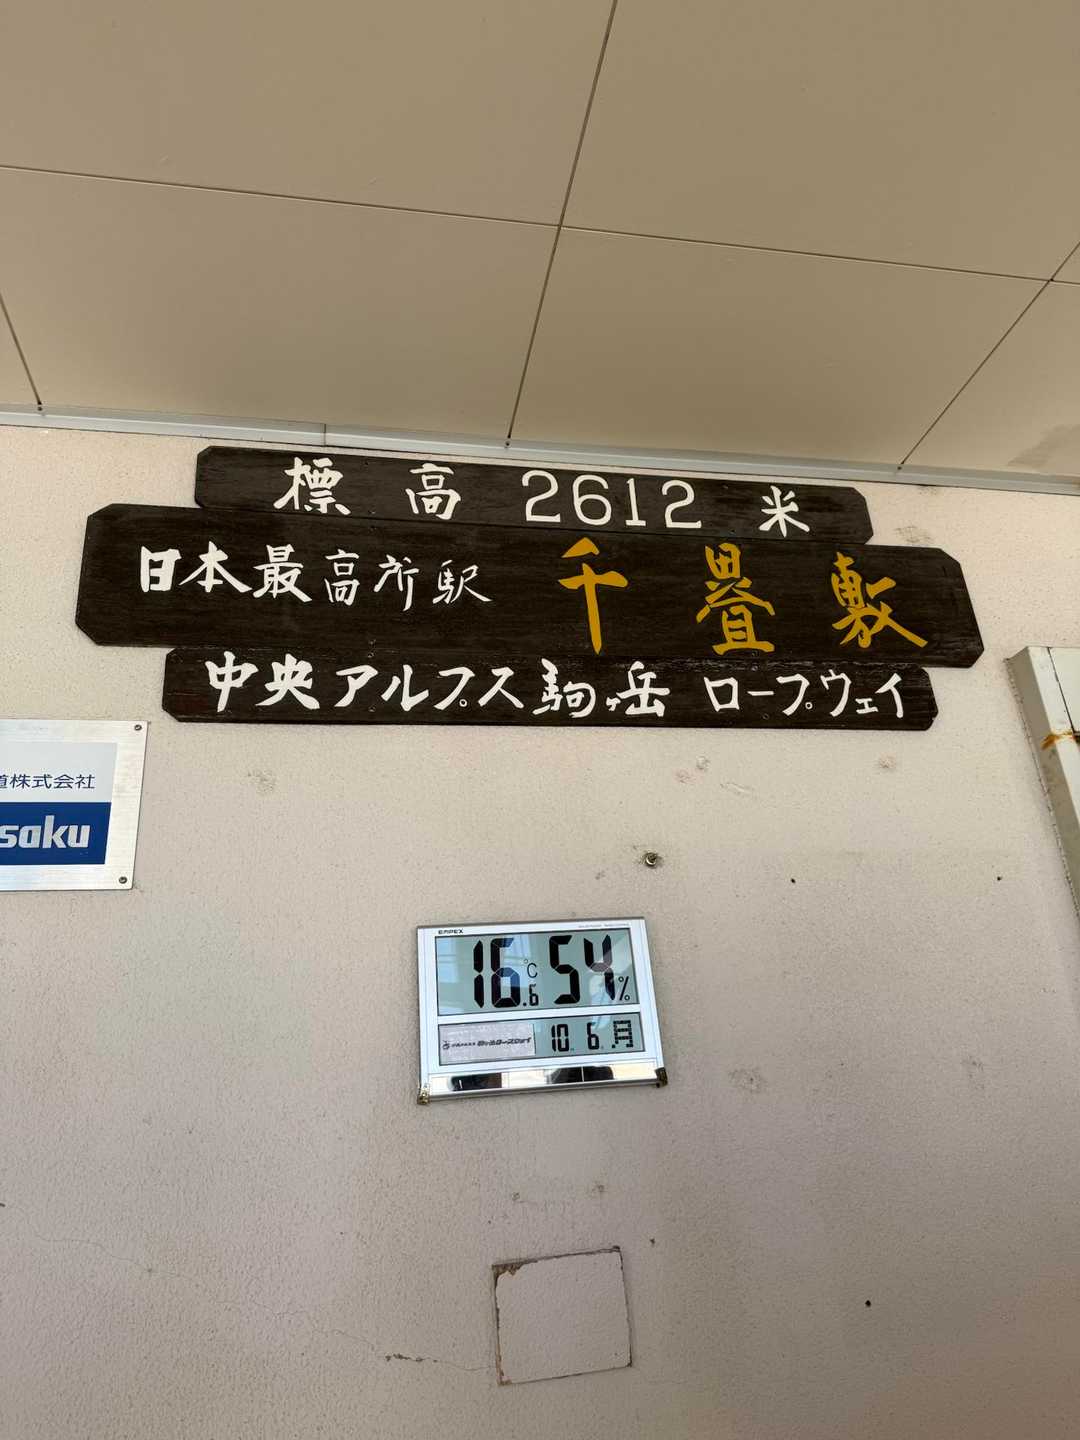 標高 2612 米
日本最高所駅 千畳敷
中央アルプス駒ヶ岳 ロープウェイ
道株式会社
saku
EMPEX
16.6℃ 54%
10 6 月